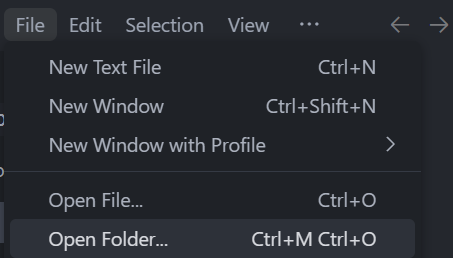 File Edit Selection View ···
New Text File Ctrl+N
New Window Ctrl+Shift+N
New Window with Profile
Open File... Ctrl+O
Open Folder... Ctrl+M Ctrl+O